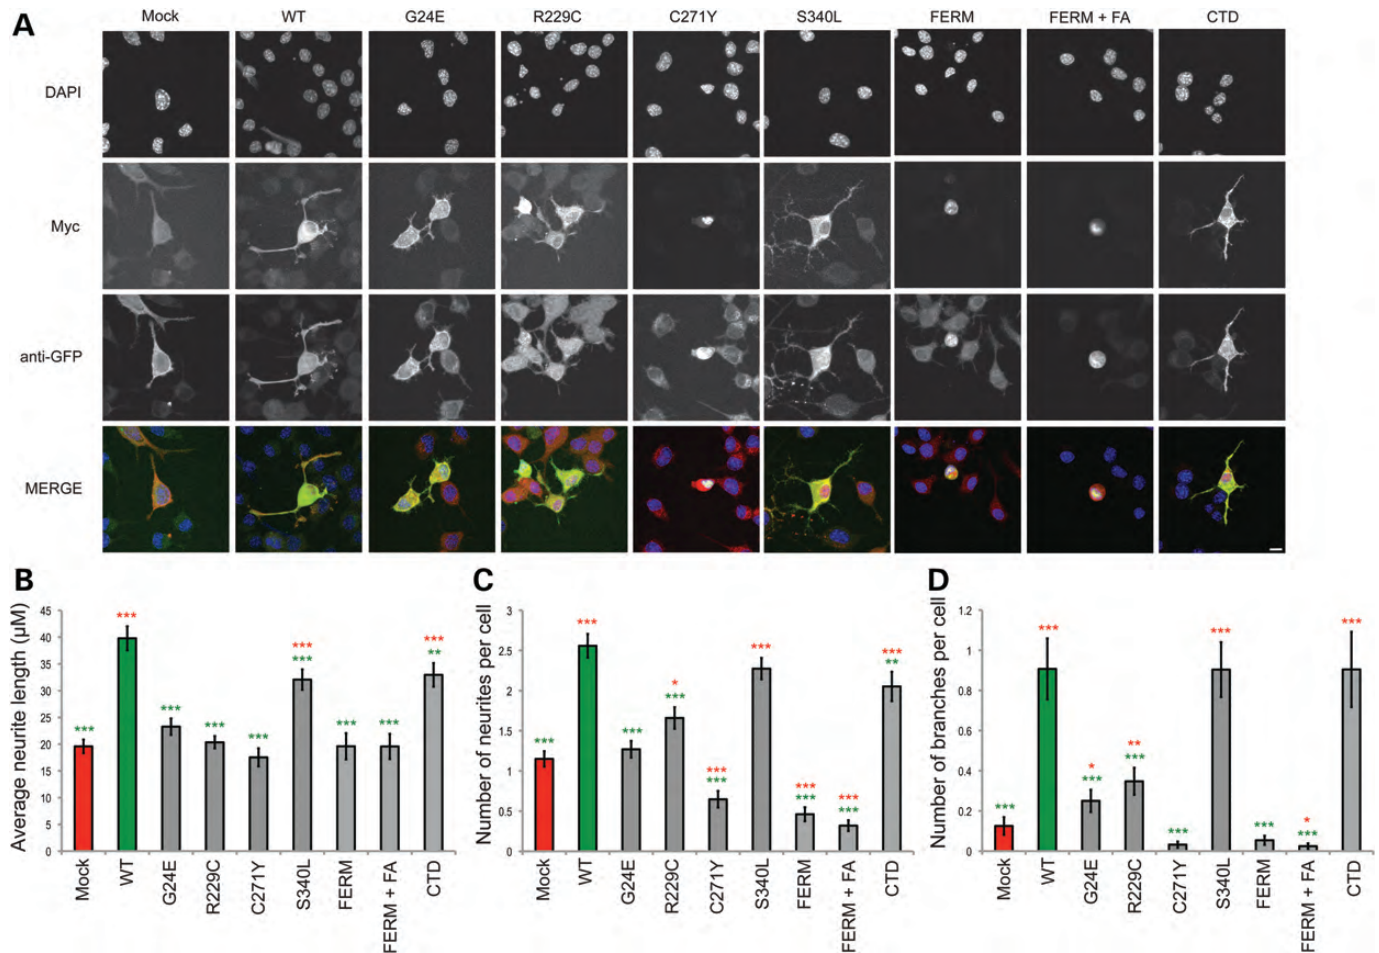 A
Mock WT G24E R229C C271Y S340L FERM FERM + FA CTD
DAPI
Myc
anti-GFP
MERGE
B
Average neurite length (µM)
45
40
35
30
25
20
15
10
5
0
*** *** *** *** *** *** *** *** *** *** **
Mock WT G24E R229C C271Y S340L FERM FERM + FA CTD
C
Number of neurites per cell
3
2.5
2
1.5
1
0.5
0
*** *** *** * *** *** *** *** *** *** *** *** *** **
Mock WT G24E R229C C271Y S340L FERM FERM + FA CTD
D
Number of branches per cell
1.2
1
0.8
0.6
0.4
0.2
0
*** *** * *** ** *** *** *** *** * *** ***
Mock WT G24E R229C C271Y S340L FERM FERM + FA CTD